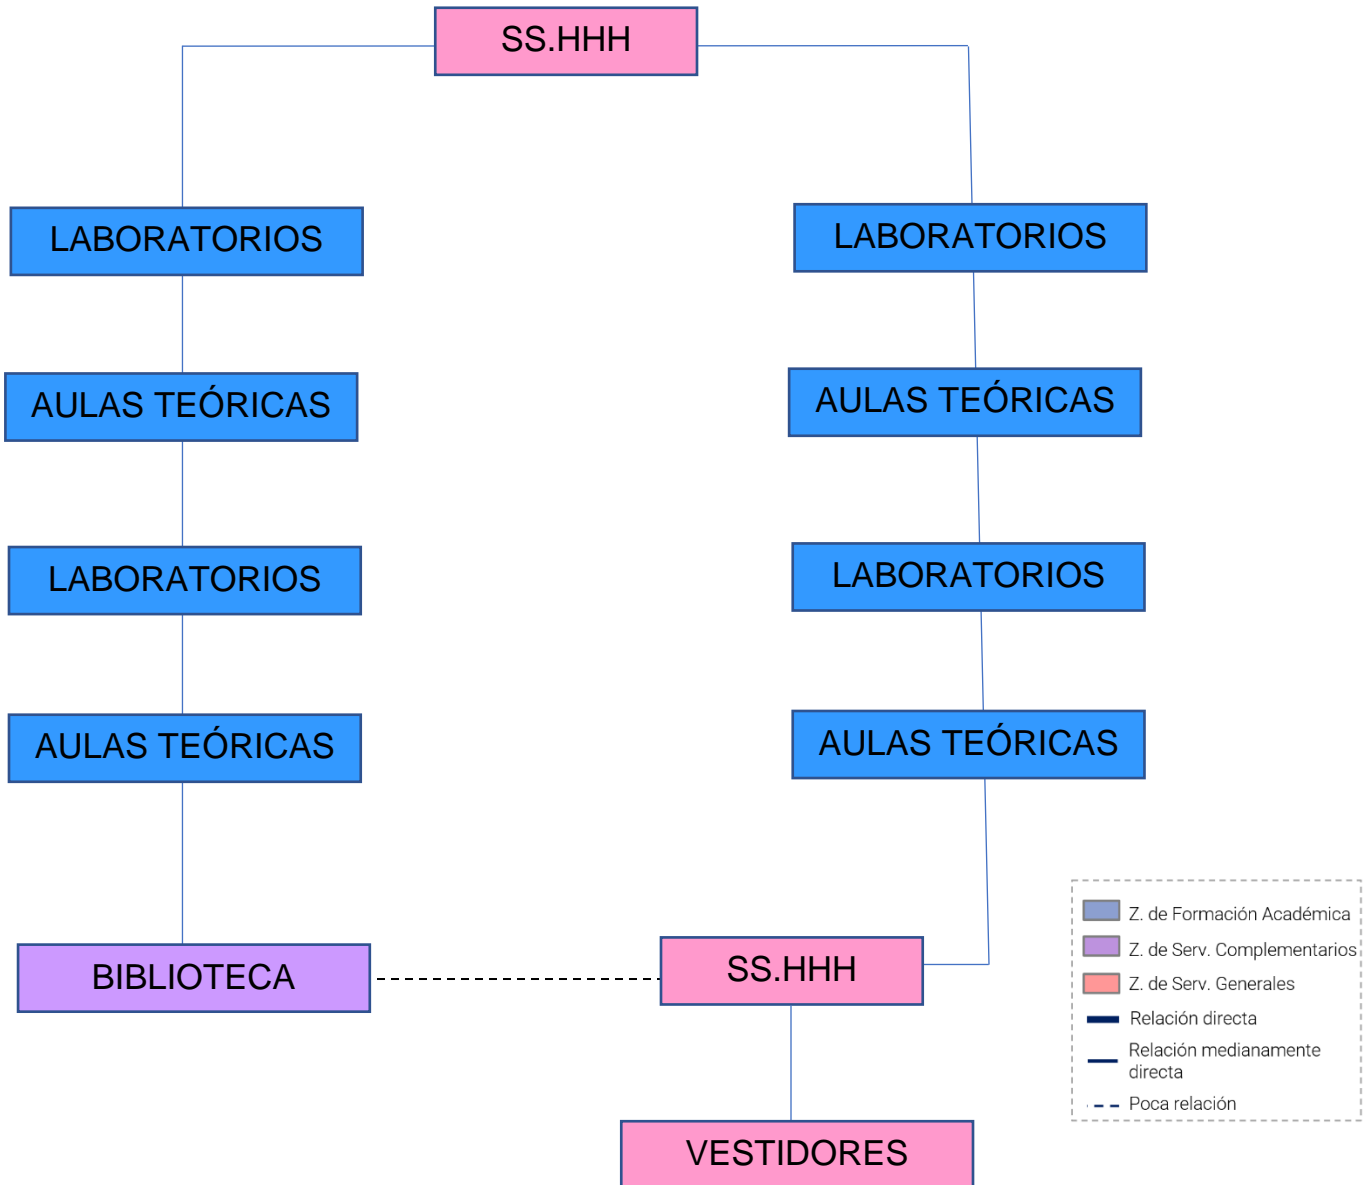 SS.HHH
LABORATORIOS
LABORATORIOS
AULAS TEÓRICAS
AULAS TEÓRICAS
LABORATORIOS
LABORATORIOS
AULAS TEÓRICAS
AULAS TEÓRICAS
BIBLIOTECA
SS.HHH
VESTIDORES
Z. de Formación Académica
Z. de Serv. Complementarios
Z. de Serv. Generales
Relación directa
Relación medianamente
directa
Poca relación